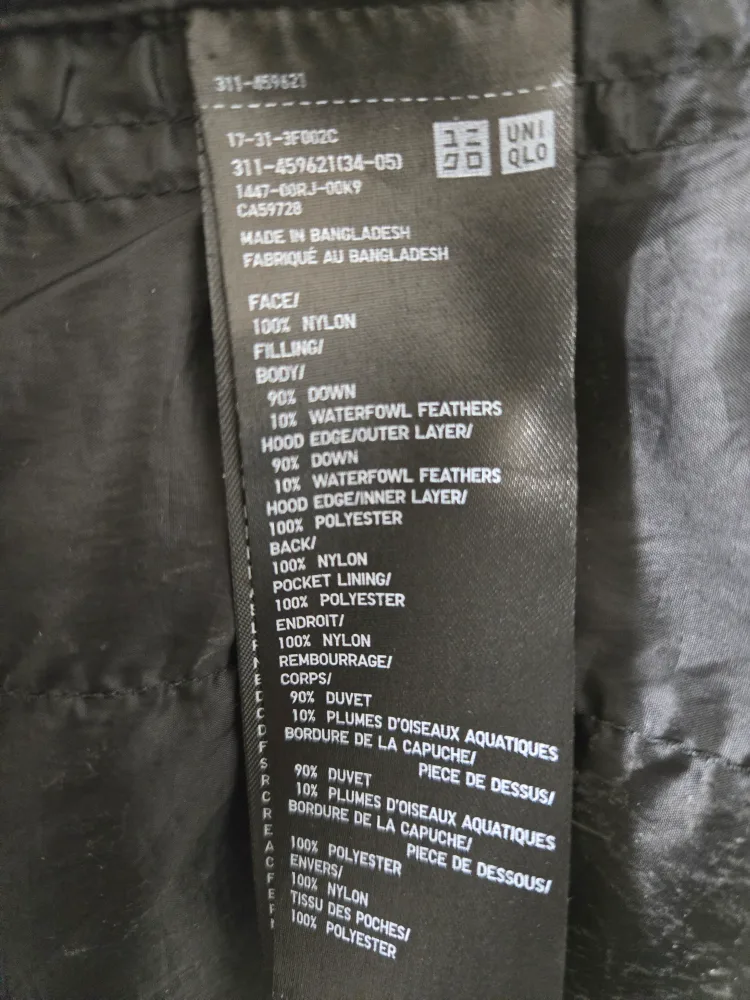 311-459621
17-31-3F002C
311-459621(34-05)
1447-00RJ-00K9
CA59728
ユニ
クロ
UNI
QLO
MADE IN BANGLADESH
FABRIQUÉ AU BANGLADESH
FACE/
100% NYLON
FILLING/
BODY/
90% DOWN
10% WATERFOWL FEATHERS
HOOD EDGE/OUTER LAYER/
90% DOWN
10% WATERFOWL FEATHERS
HOOD EDGE/INNER LAYER/
100% POLYESTER
BACK/
100% NYLON
POCKET LINING/
100% POLYESTER
ENDROIT/
100% NYLON
REMBOURRAGE/
CORPS/
90% DUVET
10% PLUMES D'OISEAUX AQUATIQUES
BORDURE DE LA CAPUCHE/
PIECE DE DESSUS/
90% DUVET
10% PLUMES D'OISEAUX AQUATIQUES
BORDURE DE LA CAPUCHE/
PIECE DE DESSOUS/
100% POLYESTER
ENVERS/
100% NYLON
TISSU DES POCHES/
100% POLYESTER